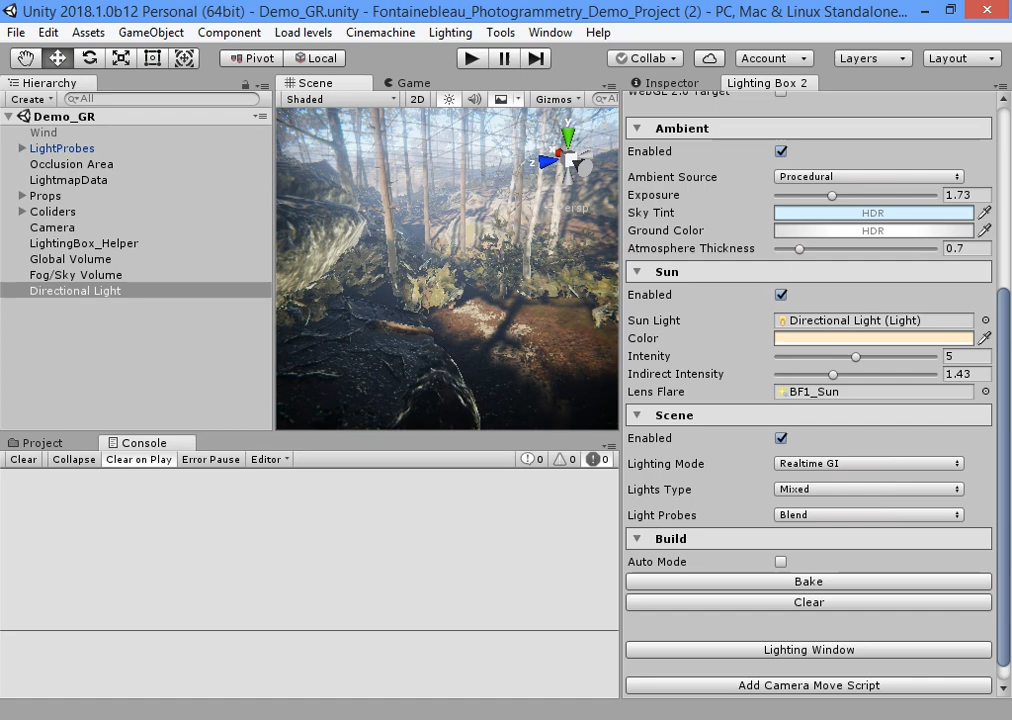 Unity 2018.1.0b12 Personal (64bit) - Demo_GR.unity - Fontainebleau_Photogrammetry_Demo_Project (2) - PC, Mac & Linux Standalone...
File Edit Assets GameObject Component Load levels Cinemachine Lighting Tools Window Help
Pivot Local Collab Account Layers Layout
Hierarchy
Create All
Demo_GR
Wind
LightProbes
Occlusion Area
LightmapData
Props
Coliders
Camera
LightingBox_Helper
Global Volume
Fog/Sky Volume
Directional Light
Scene Game
Shaded 2D Gizmos All
y
z
Persp
Project Console
Clear Collapse Clear on Play Error Pause Editor 0 0 0
Inspector Lighting Box 2
WebGL 2.0 Target
Ambient
Enabled
Ambient Source Procedural
Exposure 1.73
Sky Tint HDR
Ground Color HDR
Atmosphere Thickness 0.7
Sun
Enabled
Sun Light Directional Light (Light)
Color
Intenity 5
Indirect Intensity 1.43
Lens Flare BF1_Sun
Scene
Enabled
Lighting Mode Realtime GI
Lights Type Mixed
Light Probes Blend
Build
Auto Mode
Bake
Clear
Lighting Window
Add Camera Move Script